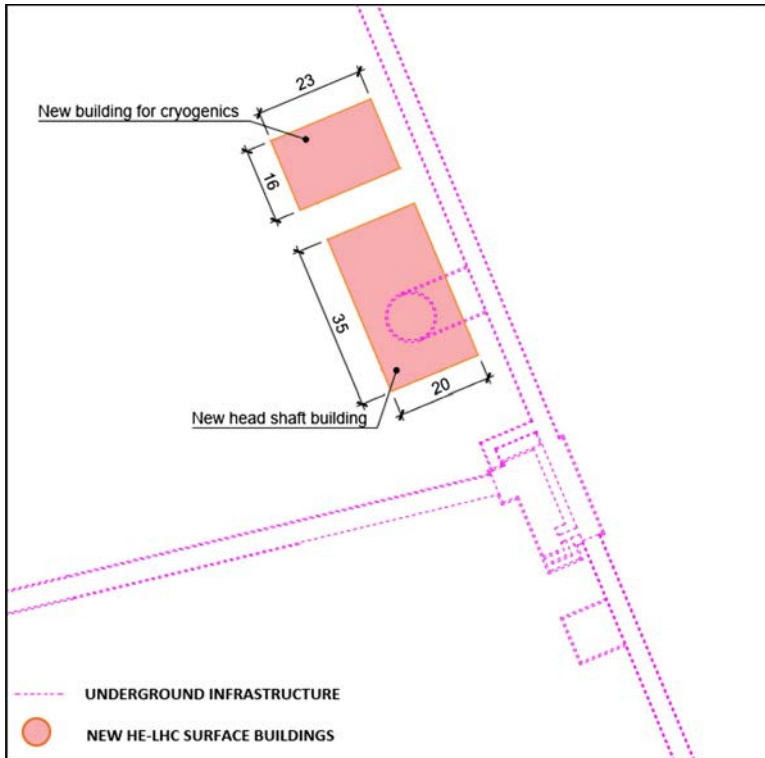 23
New building for cryogenics
16
35
20
New head shaft building
UNDERGROUND INFRASTRUCTURE
NEW HE-LHC SURFACE BUILDINGS